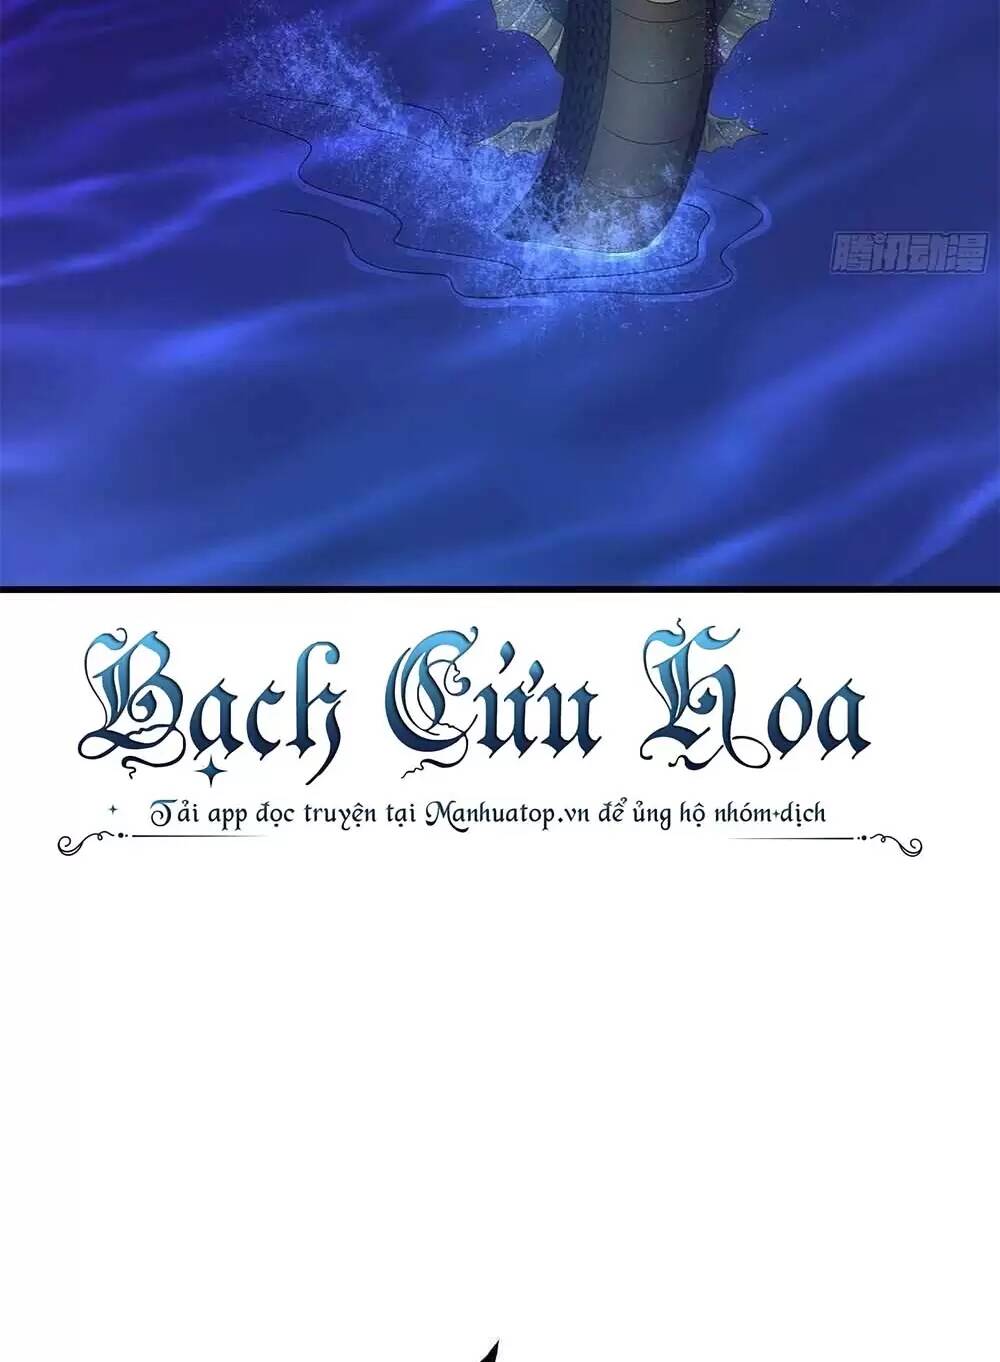 腾讯动漫
Bạch Cửu Hoa
Tải app đọc truyện tại Manhuatop.vn để ủng hộ nhóm dịch